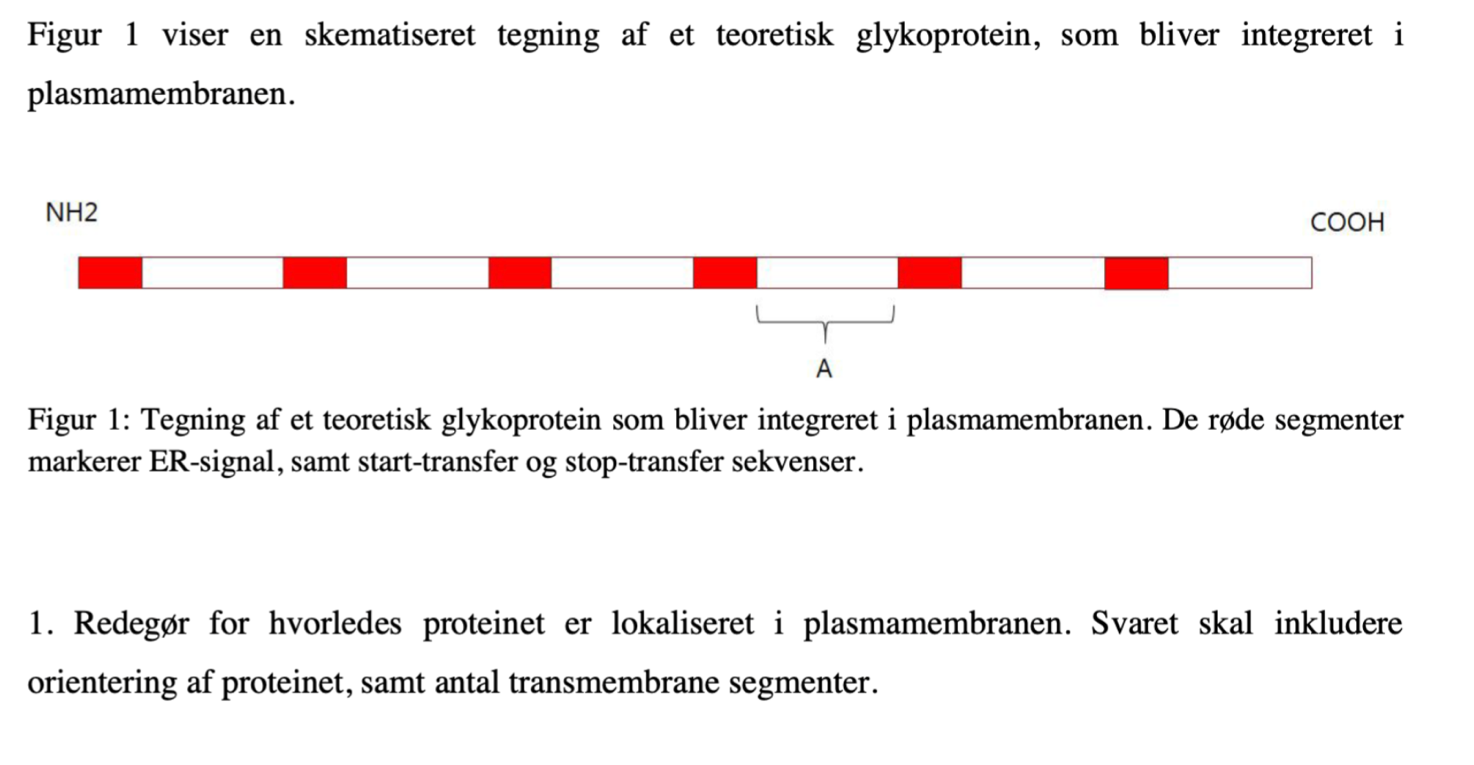 Figur 1 viser en skematiseret tegning af et teoretisk glykoprotein, som bliver integreret i
plasmamembranen.
NH2
COOH
A
Figur 1: Tegning af et teoretisk glykoprotein som bliver integreret i plasmamembranen. De røde segmenter
markerer ER-signal, samt start-transfer og stop-transfer sekvenser.
1. Redegør for hvorledes proteinet er lokaliseret i plasmamembranen. Svaret skal inkludere
orientering af proteinet, samt antal transmembrane segmenter.